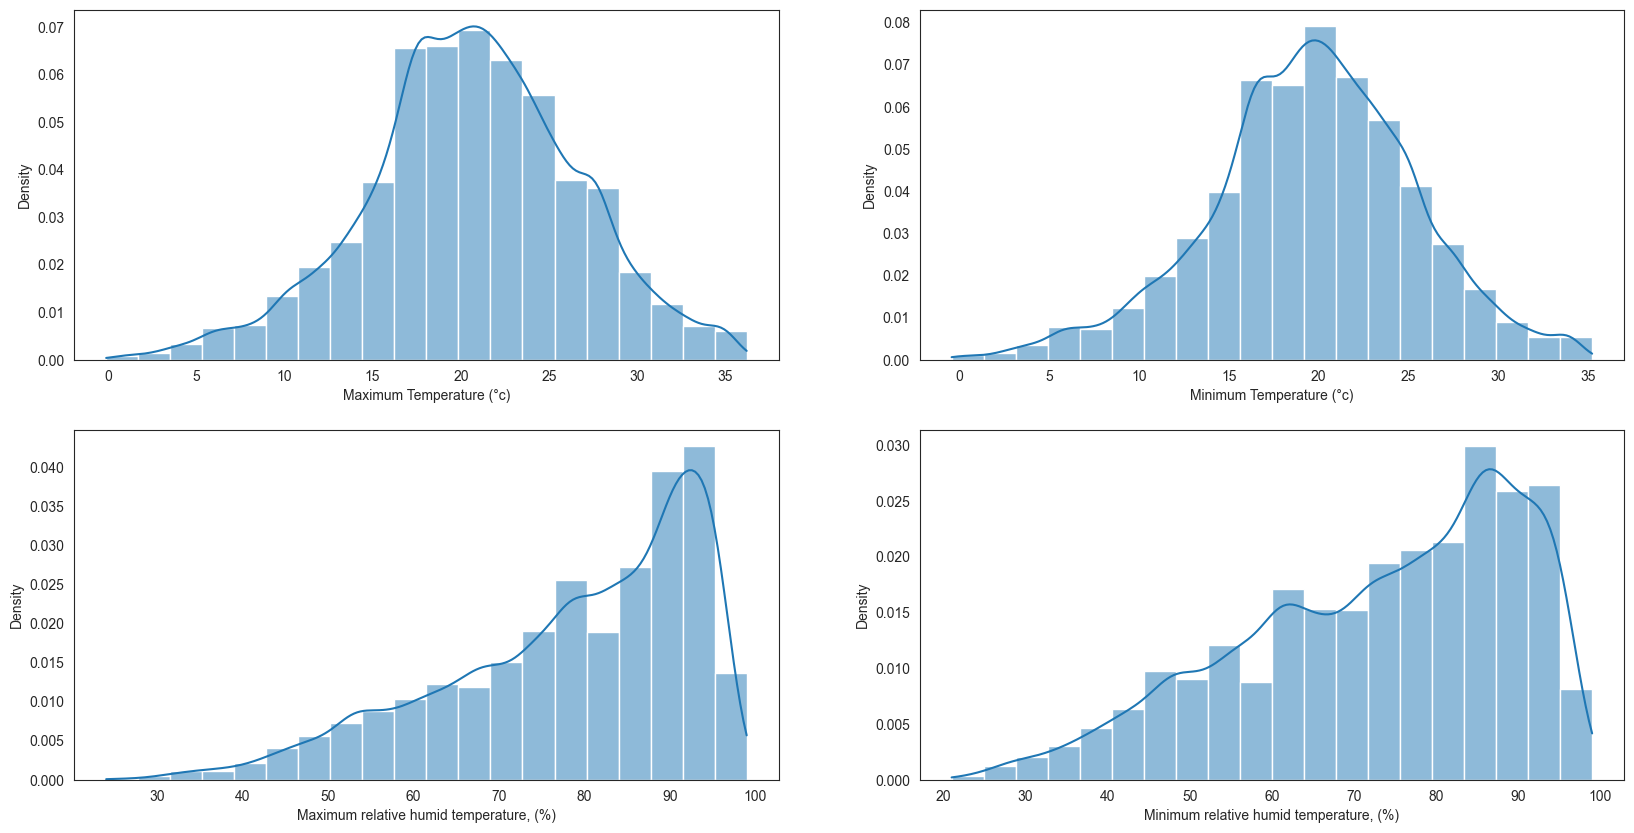 0.07
0.06
0.05
0.04
0.03
0.02
0.01
0.00
Density
0 5 10 15 20 25 30 35
Maximum Temperature (°c)
0.08
0.07
0.06
0.05
0.04
0.03
0.02
0.01
0.00
Density
0 5 10 15 20 25 30 35
Minimum Temperature (°c)
0.040
0.035
0.030
0.025
0.020
0.015
0.010
0.005
0.000
Density
30 40 50 60 70 80 90 100
Maximum relative humid temperature, (%)
0.030
0.025
0.020
0.015
0.010
0.005
0.000
Density
20 30 40 50 60 70 80 90 100
Minimum relative humid temperature, (%)